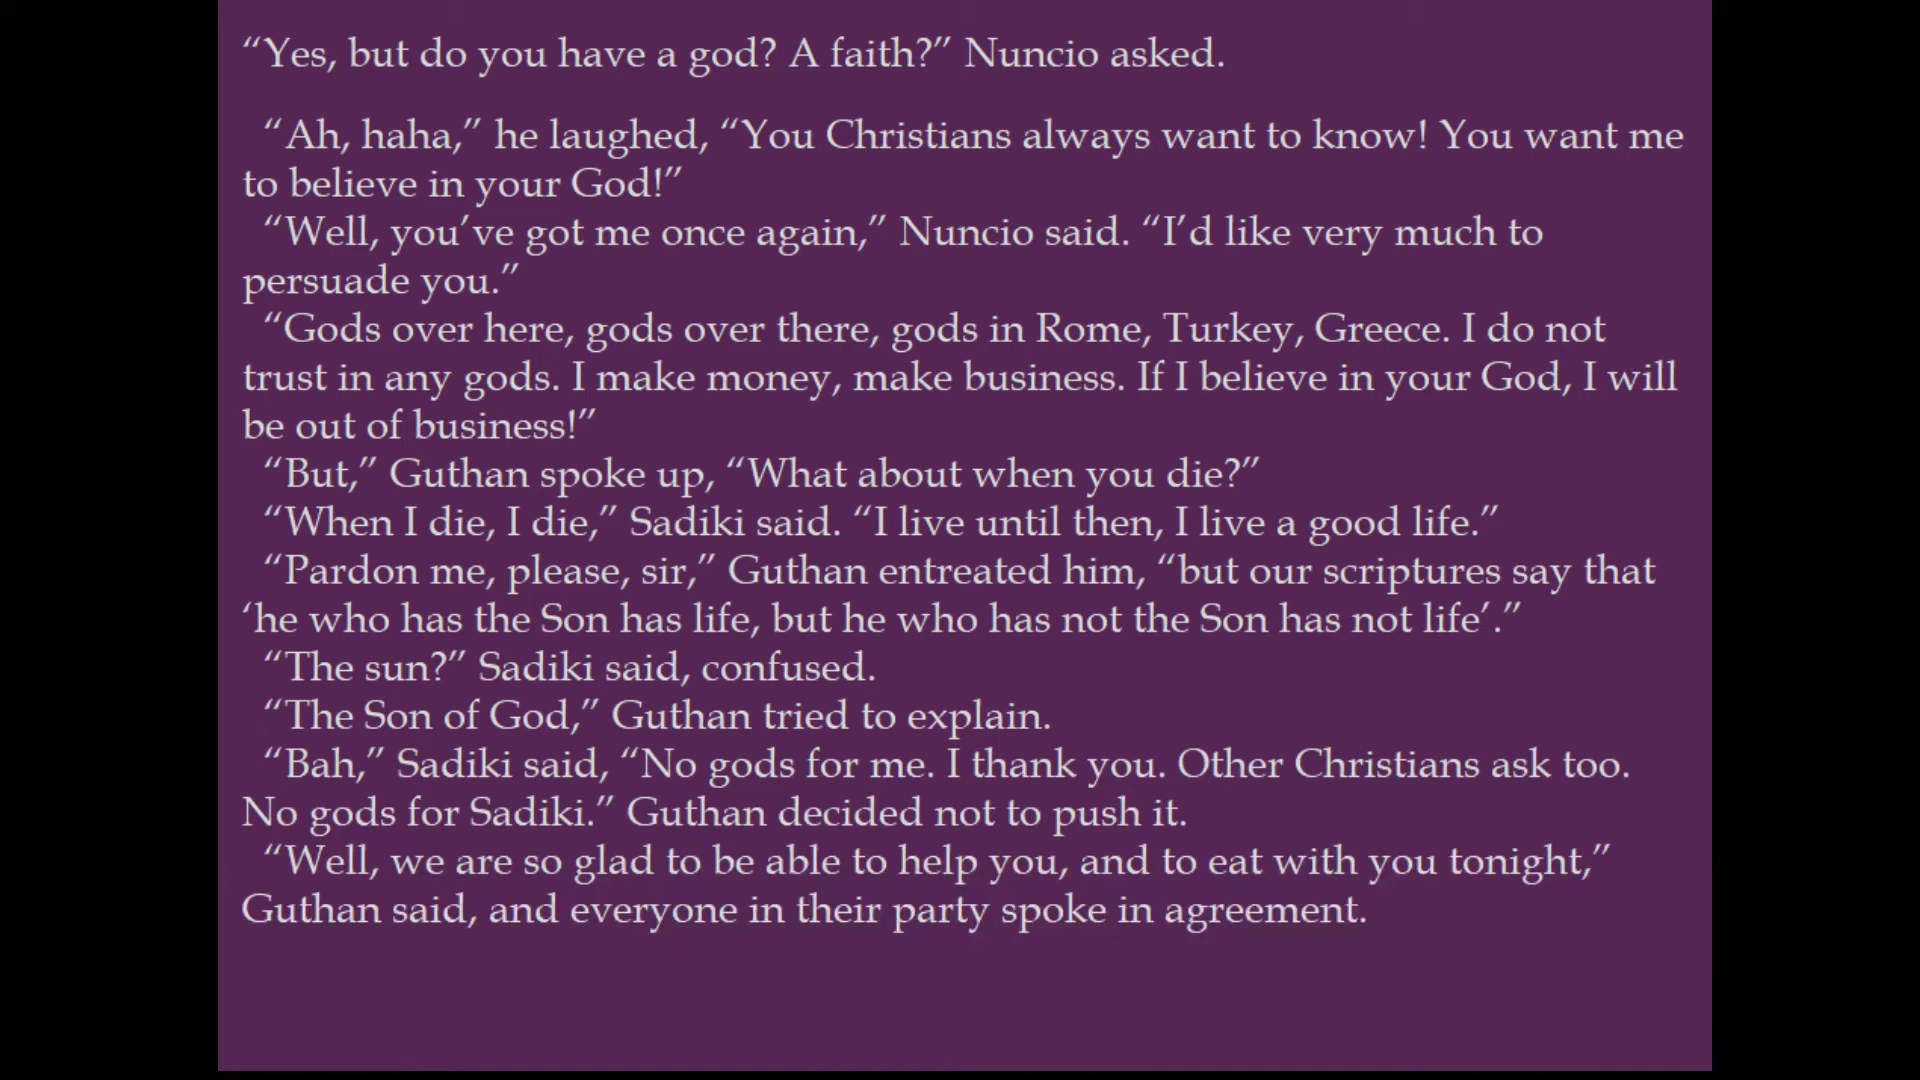 “Yes, but do you have a god? A faith?” Nuncio asked.
“Ah, haha,” he laughed, “You Christians always want to know! You want me
to believe in your God!”
“Well, you’ve got me once again,” Nuncio said. “I’d like very much to
persuade you.”
“Gods over here, gods over there, gods in Rome, Turkey, Greece. I do not
trust in any gods. I make money, make business. If I believe in your God, I will
be out of business!”
“But,” Guthan spoke up, “What about when you die?”
“When I die, I die,” Sadiki said. “I live until then, I live a good life.”
“Pardon me, please, sir,” Guthan entreated him, “but our scriptures say that
‘he who has the Son has life, but he who has not the Son has not life’.”
“The sun?” Sadiki said, confused.
“The Son of God,” Guthan tried to explain.
“Bah,” Sadiki said, “No gods for me. I thank you. Other Christians ask too.
No gods for Sadiki.” Guthan decided not to push it.
“Well, we are so glad to be able to help you, and to eat with you tonight,”
Guthan said, and everyone in their party spoke in agreement.